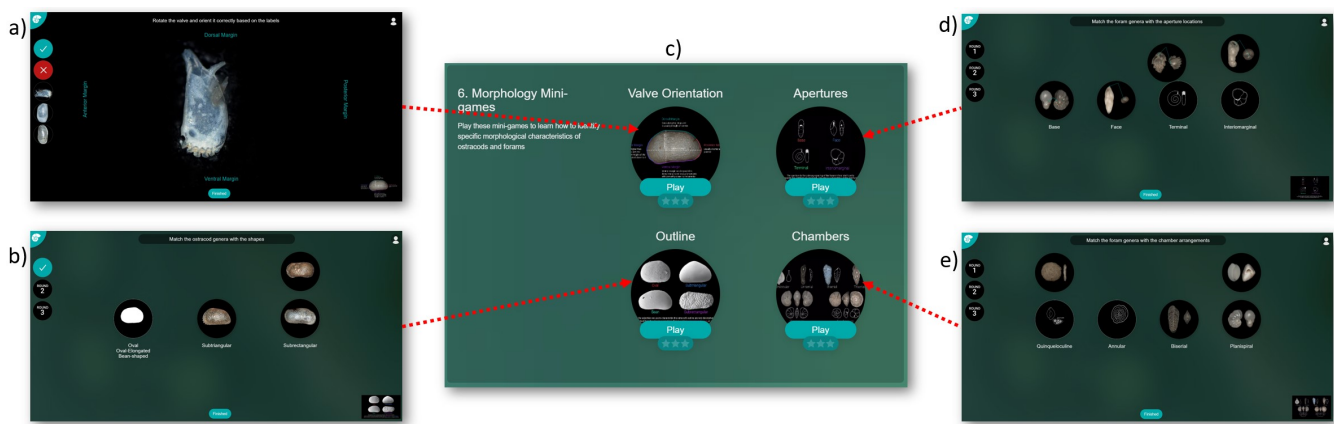 a)
Rotate the valve and orient it correctly based on the labels
Dorsal Margin
Anterior Margin
Posterior Margin
Ventral Margin
Finished
b)
Match the ostracod genera with the shapes
ROUND
2
ROUND
3
Oval
Oval-Elongated
Bean-shaped
Subtriangular
Subrectangular
Finished
c)
6. Morphology Mini-
games
Play these mini-games to learn how to identify
specific morphological characteristics of
ostracods and forams
Valve Orientation
Play
Apertures
Terminal
Play
Outline
Play
Chambers
Play
d)
Match the foram genera with the aperture locations
ROUND
1
ROUND
2
ROUND
3
Base
Face
Terminal
Interiomarginal
Finished
e)
Match the foram genera with the chamber arrangements
ROUND
1
ROUND
2
ROUND
3
Quinqueloculine
Annular
Biserial
Planispiral
Finished